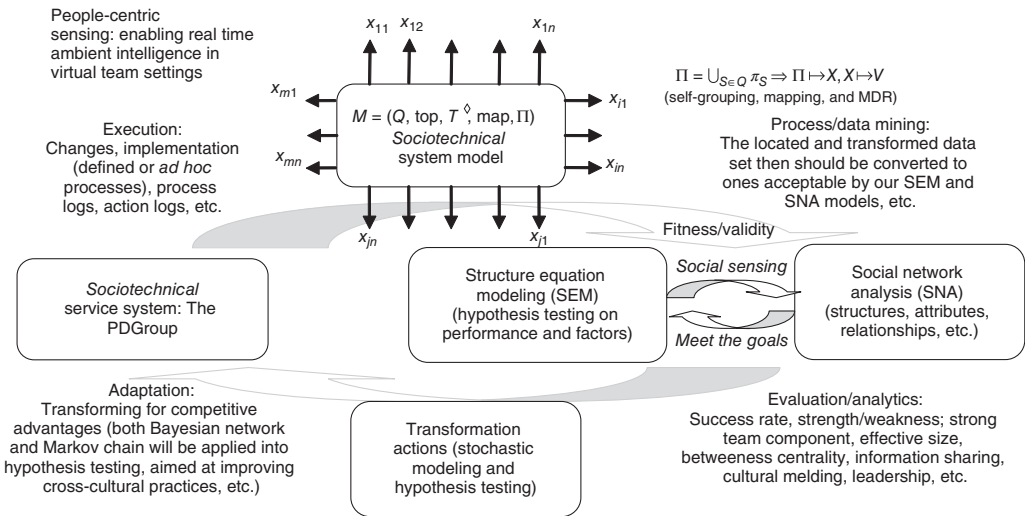 People-centric
sensing: enabling real time
ambient intelligence in
virtual team settings
x11 x12 x1n
xm1
xmn
xi1
xin
xjn xj1
M = (Q, top, T ◊, map, Π)
Sociotechnical
system model
Π = ⋃S∈Q πS ⇒ Π ↦ X, X ↦ V
(self-grouping, mapping, and MDR)
Execution:
Changes, implementation
(defined or ad hoc
processes), process
logs, action logs, etc.
Process/data mining:
The located and transformed data
set then should be converted to
ones acceptable by our SEM and
SNA models, etc.
Fitness/validity
Sociotechnical
service system: The
PDGroup
Structure equation
modeling (SEM)
(hypothesis testing on
performance and factors)
Social sensing
Meet the goals
Social network
analysis (SNA)
(structures, attributes,
relationships, etc.)
Adaptation:
Transforming for competitive
advantages (both Bayesian network
and Markov chain will be applied into
hypothesis testing, aimed at improving
cross-cultural practices, etc.)
Transformation
actions (stochastic
modeling and
hypothesis testing)
Evaluation/analytics:
Success rate, strength/weakness; strong
team component, effective size,
betweeness centrality, information sharing,
cultural melding, leadership, etc.